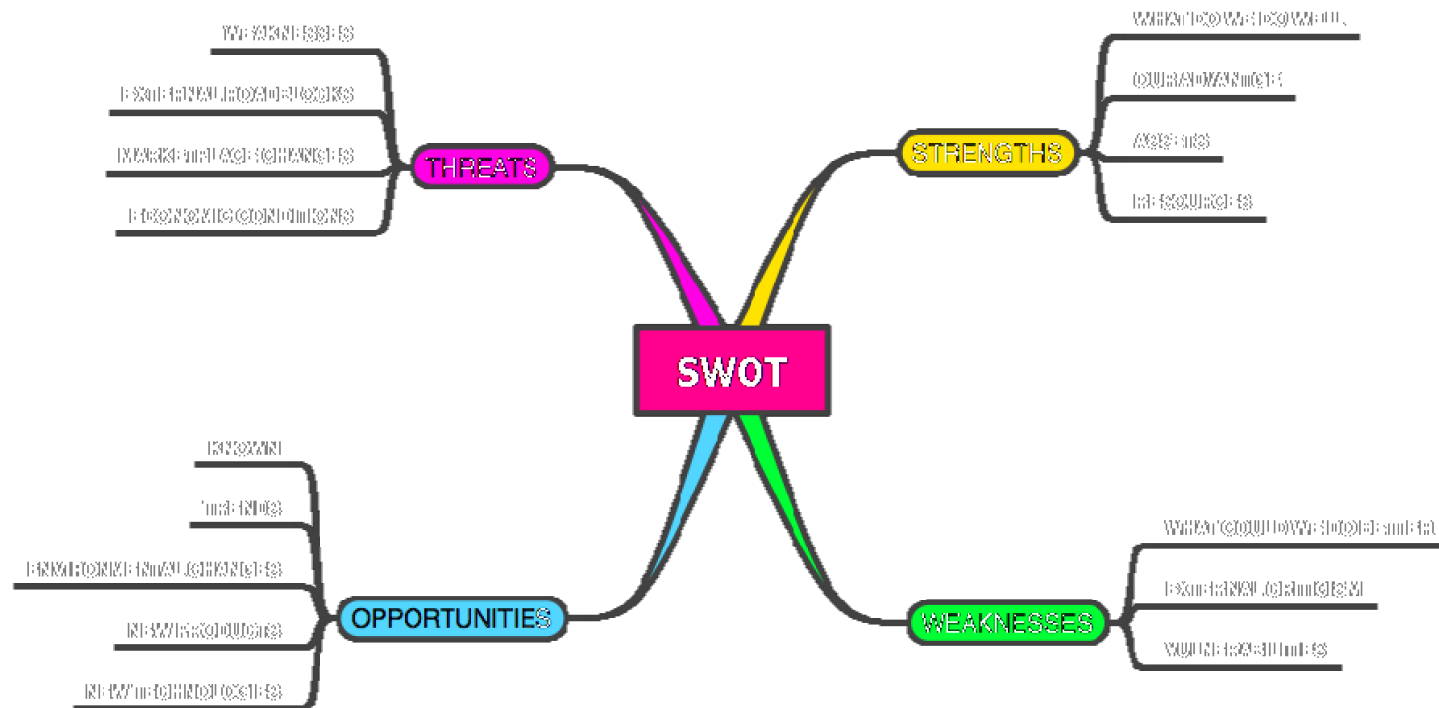 WEAKNESSES
EXTERNAL ROADBLOCKS
MARKETPLACE CHANGES
ECONOMIC CONDITIONS
THREATS
WHAT DO WE DO WELL
OUR ADVANTGE
ASSETS
RESOURCES
STRENGTHS
SWOT
KNOWN
TRENDS
ENVIRONMENTAL CHANGES
NEW PRODUCTS
NEW TECHNOLOGIES
OPPORTUNITIES
WHAT COULD WE DO BETTER
EXTERNAL CRITICISM
VULNERABILITIES
WEAKNESSES